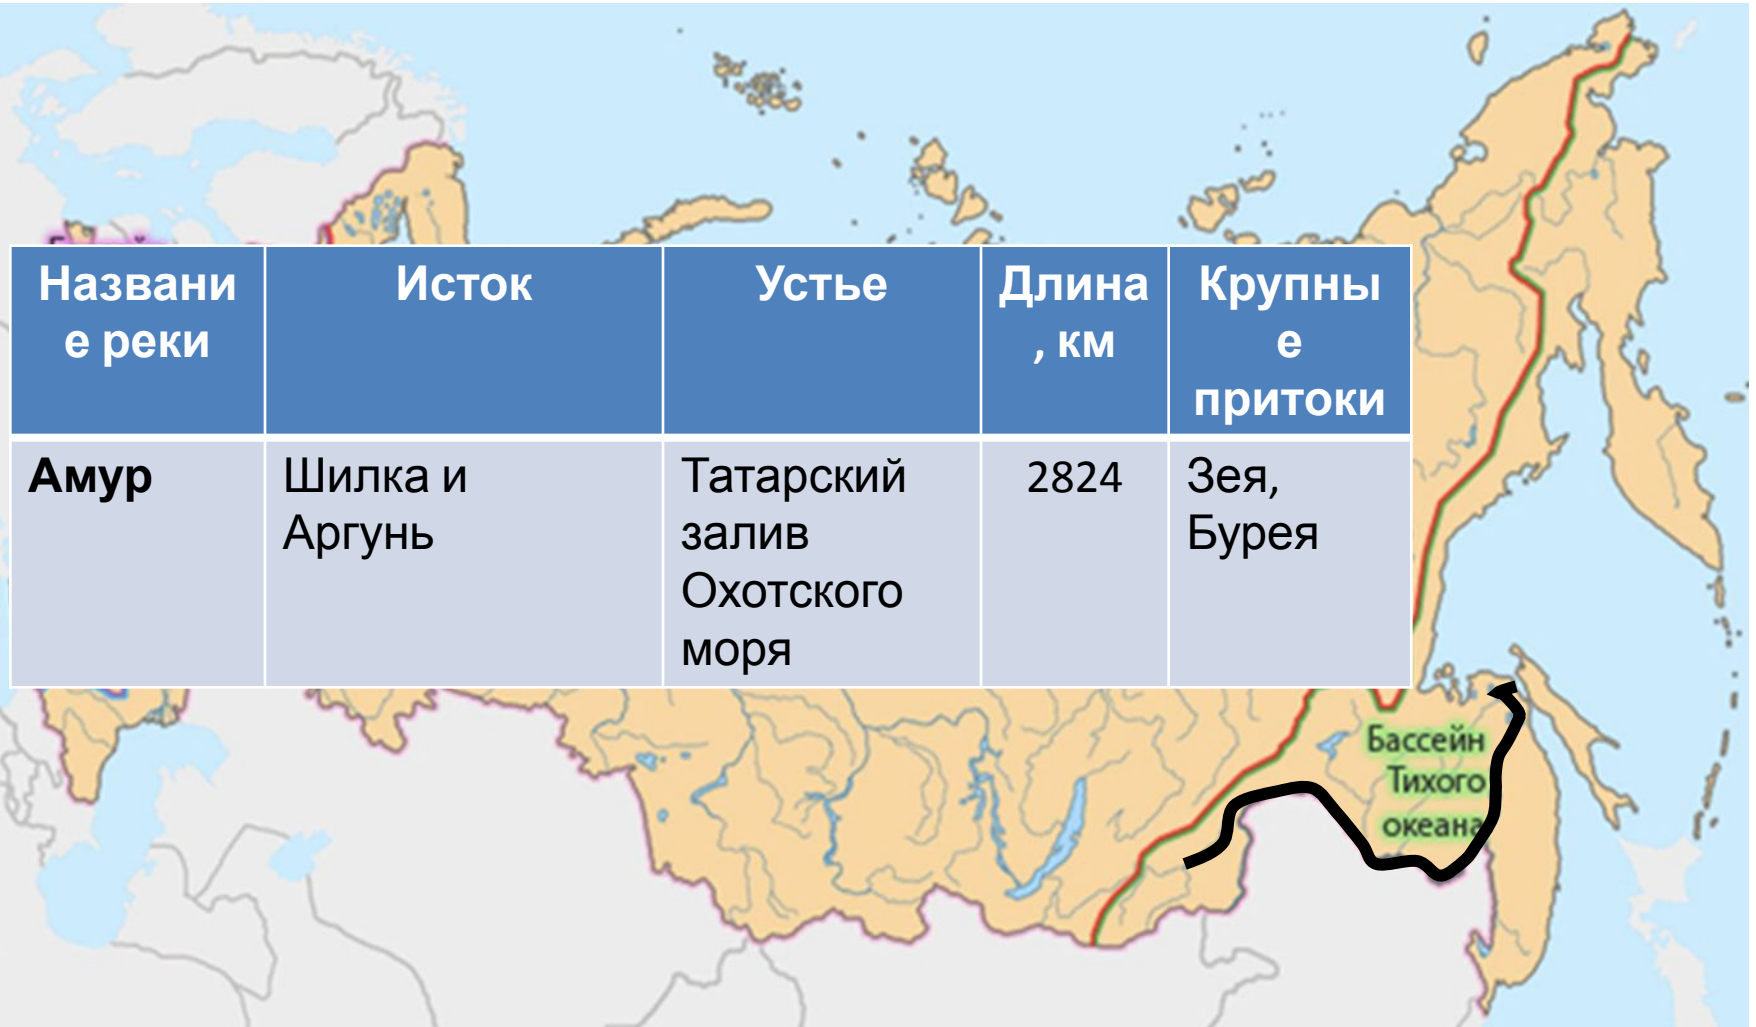 Названи
е реки
Исток
Устье
Длина
, км
Крупны
е
притоки
Амур
Шилка и
Аргунь
Татарский
залив
Охотского
моря
2824
Зея,
Бурея
Бассейн
Тихого
океана